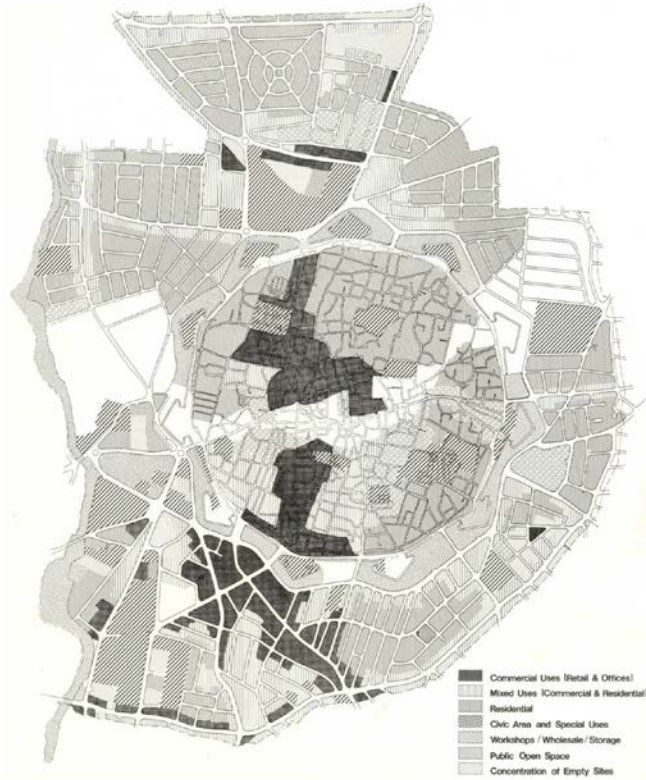 Commercial Uses (Retail & Offices)
Mixed Uses (Commercial & Residential)
Residential
Civic Area and Special Uses
Workshops / Wholesale / Storage
Public Open Space
Concentration of Empty Sites